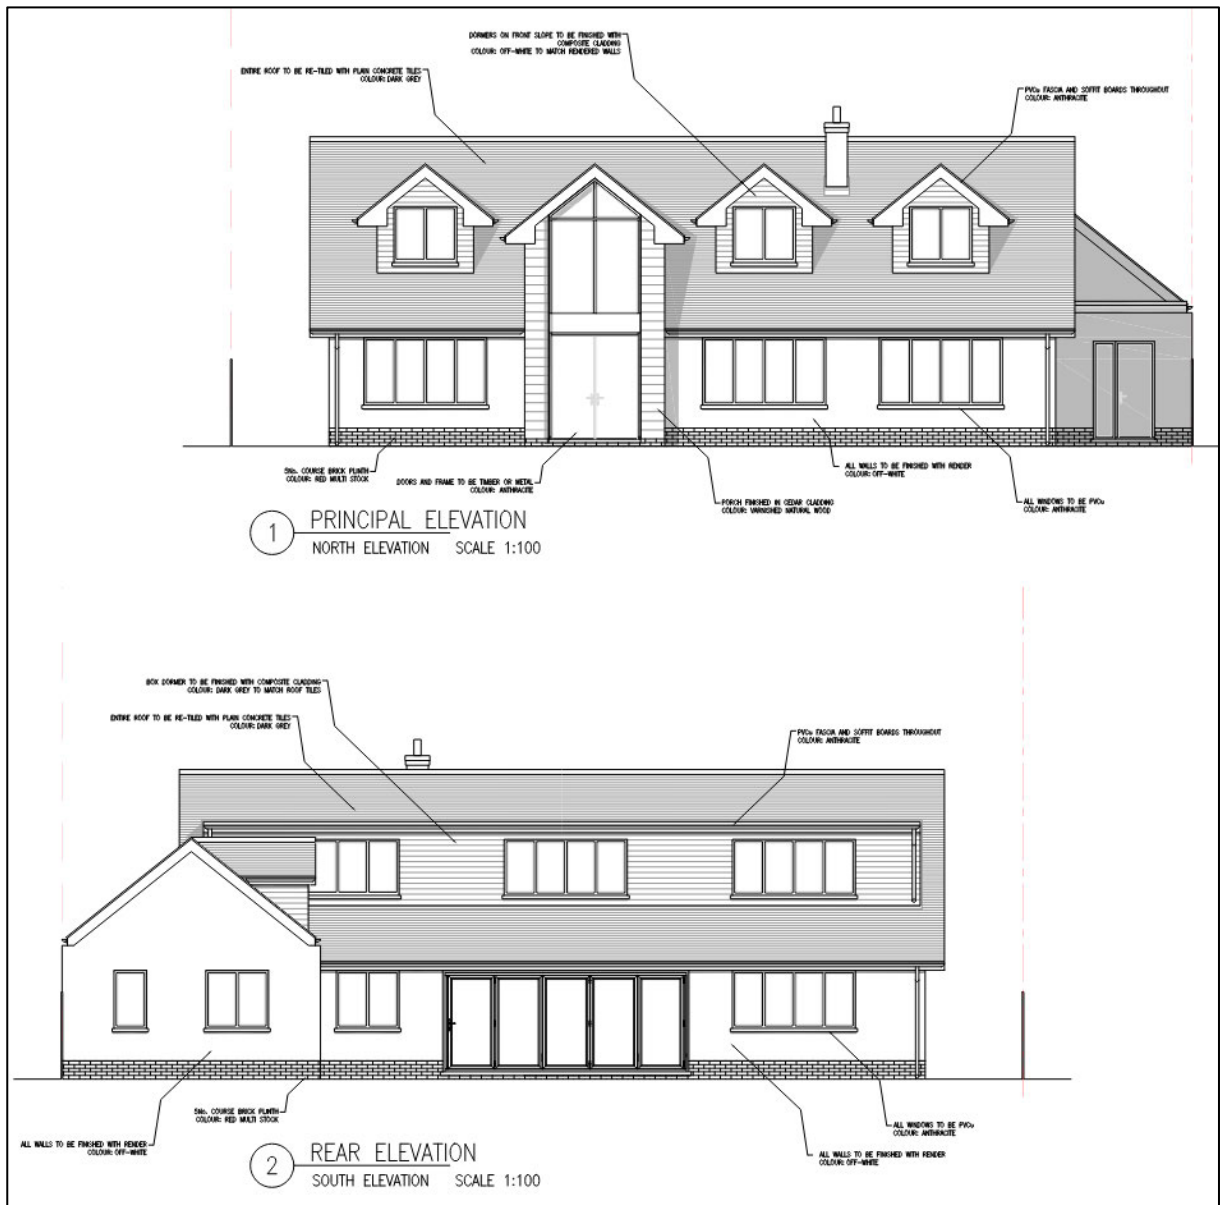 DORMERS ON FRONT SLOPE TO BE FINISHED WITH
COMPOSITE CLADDING
COLOUR: OFF-WHITE TO MATCH RENDERED WALLS
ENTIRE ROOF TO BE RE-TILED WITH PLAIN CONCRETE TILES
COLOUR: DARK GREY
PVCu FASCIA AND SOFFIT BOARDS THROUGHOUT
COLOUR: ANTHRACITE
5No. COURSE BRICK PLINTH
COLOUR: RED MULTI STOCK
DOORS AND FRAME TO BE TIMBER OR METAL
COLOUR: ANTHRACITE
ALL WALLS TO BE FINISHED WITH RENDER
COLOUR: OFF-WHITE
PORCH FINISHED IN CEDAR CLADDING
COLOUR: VARNISHED NATURAL WOOD
ALL WINDOWS TO BE PVCu
COLOUR: ANTHRACITE
1
PRINCIPAL ELEVATION
NORTH ELEVATION SCALE 1:100
BOX DORMER TO BE FINISHED WITH COMPOSITE CLADDING
COLOUR: DARK GREY TO MATCH ROOF TILES
ENTIRE ROOF TO BE RE-TILED WITH PLAIN CONCRETE TILES
COLOUR: DARK GREY
PVCu FASCIA AND SOFFIT BOARDS THROUGHOUT
COLOUR: ANTHRACITE
5No. COURSE BRICK PLINTH
COLOUR: RED MULTI STOCK
ALL WALLS TO BE FINISHED WITH RENDER
COLOUR: OFF-WHITE
ALL WINDOWS TO BE PVCu
COLOUR: ANTHRACITE
ALL WALLS TO BE FINISHED WITH RENDER
COLOUR: OFF-WHITE
2
REAR ELEVATION
SOUTH ELEVATION SCALE 1:100